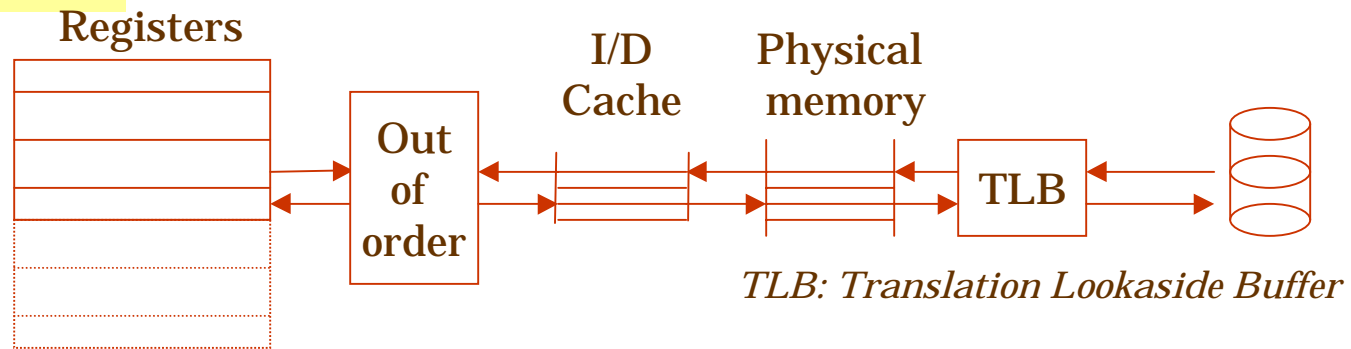 Registers
I/D
Cache
Physical
memory
Out
of
order
TLB
TLB: Translation Lookaside Buffer